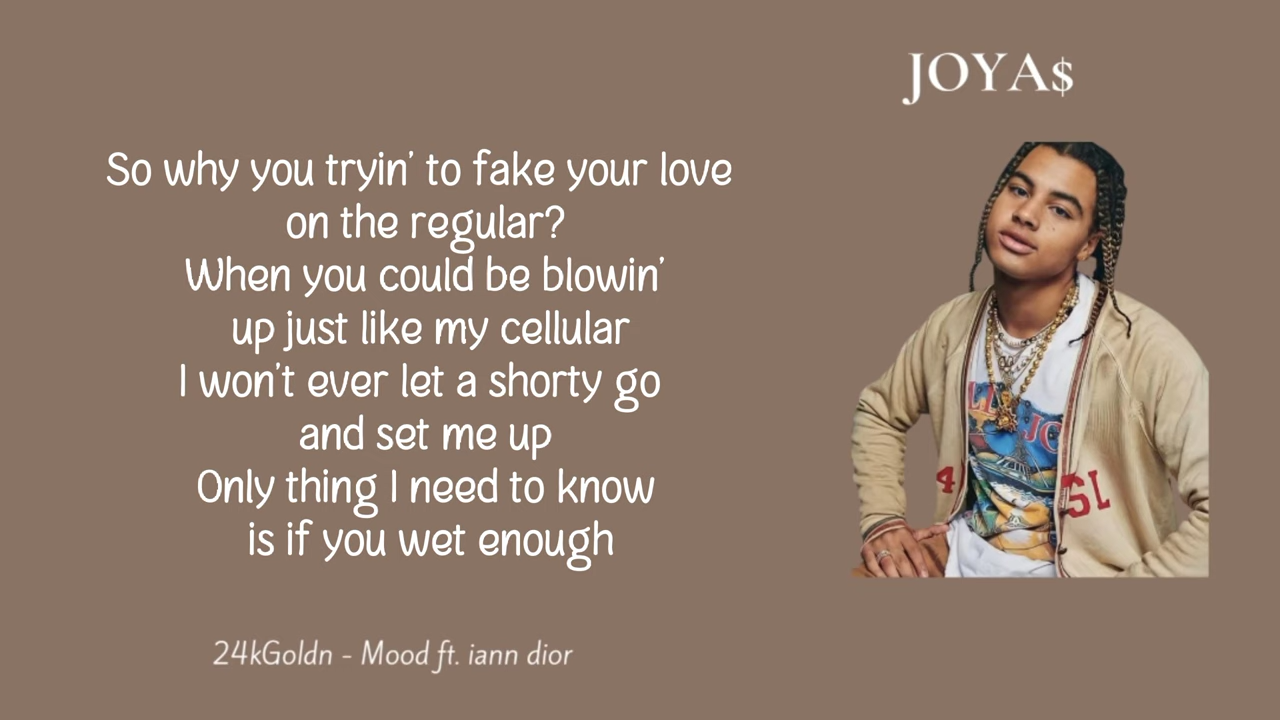 JOYA$
So why you tryin' to fake your love
on the regular?
When you could be blowin'
up just like my cellular
I won't ever let a shorty go
and set me up
Only thing I need to know
is if you wet enough
24kGoldn - Mood ft. iann dior
4
SL